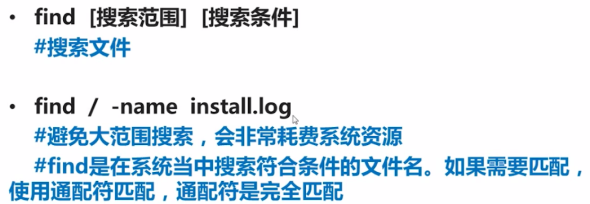 • find [搜索范围] [搜索条件]
#搜索文件
• find / -name install.log
#避免大范围搜索，会非常耗费系统资源
#find是在系统当中搜索符合条件的文件名。如果需要匹配，
使用通配符匹配，通配符是完全匹配